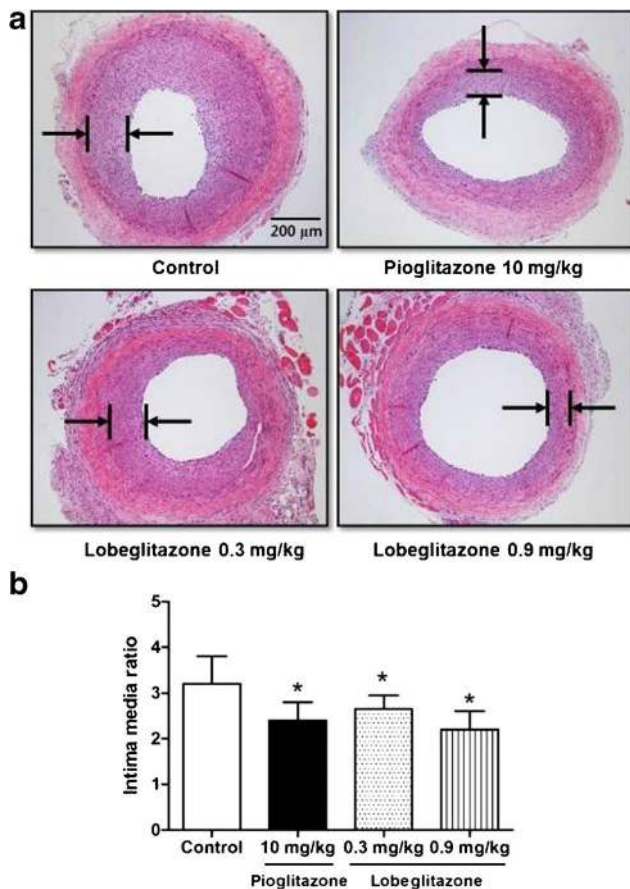 a
200 µm
Control
Pioglitazone 10 mg/kg
Lobeglitazone 0.3 mg/kg
Lobeglitazone 0.9 mg/kg
b
Intima media ratio
5
4
3
2
1
0
*
*
*
Control
10 mg/kg
0.3 mg/kg
0.9 mg/kg
Pioglitazone
Lobeglitazone